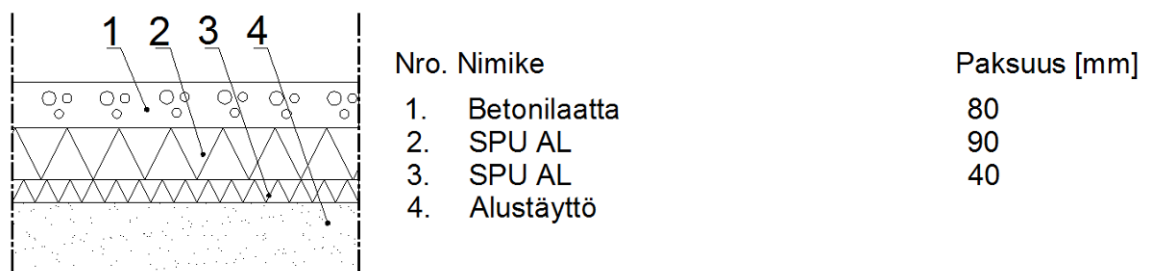 1 2 3 4
Nro. Nimike Paksuus [mm]
1. Betonilaatta 80
2. SPU AL 90
3. SPU AL 40
4. Alustäyttö